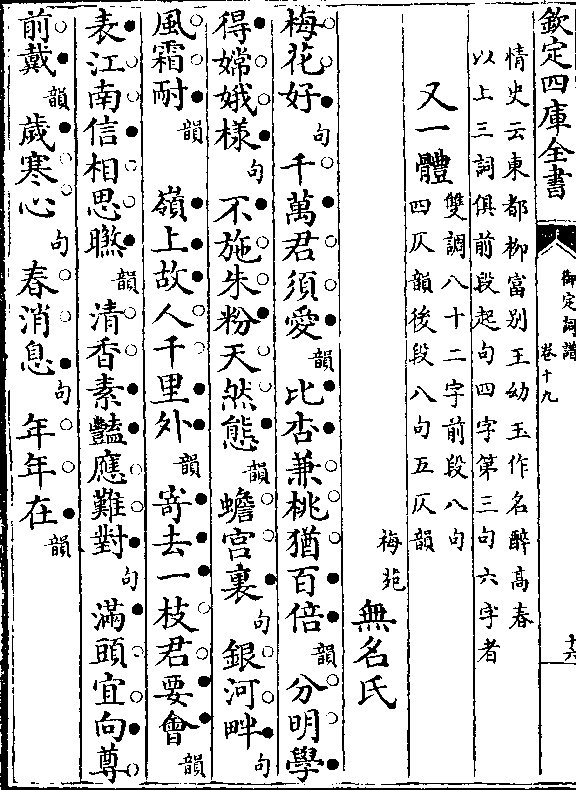 欽定四庫全書
御定詞譜
卷十九
十六
情史云東都柳富别王幼玉作名醉高春
以上三詞俱前段起句四字第三句六字者
又一體 雙調八十二字前段八句
四仄韻後段八句五仄韻
梅苑 無名氏
梅花好 句 千萬君須愛 韻 比杏兼桃猶百倍 韻 分明學
得嫦娥樣 句 不施朱粉天然態 韻 蟾宫裏 句 銀河畔 句
風霜耐 韻 嶺上故人千里外 韻 寄去一枝君要會 韻
表江南信相思曣 韻 清香素豔應難對 句 滿頭宜向尊
前戴 韻 歲寒心 句 春消息 句 年年在 韻